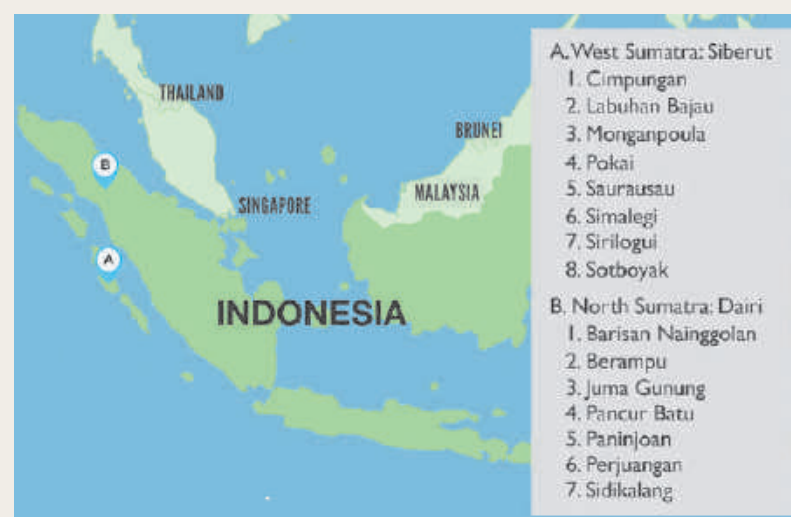 THAILAND
BRUNEI
MALAYSIA
SINGAPORE
B
A
INDONESIA
A. West Sumatra: Siberut
1. Cimpungan
2. Labuhan Bajau
3. Monganpoula
4. Pokai
5. Saurausau
6. Simalegi
7. Sirilogui
8. Sotboyak
B. North Sumatra: Dairi
1. Barisan Nainggolan
2. Berampu
3. Juma Gunung
4. Pancur Batu
5. Paninjoan
6. Perjuangan
7. Sidikalang